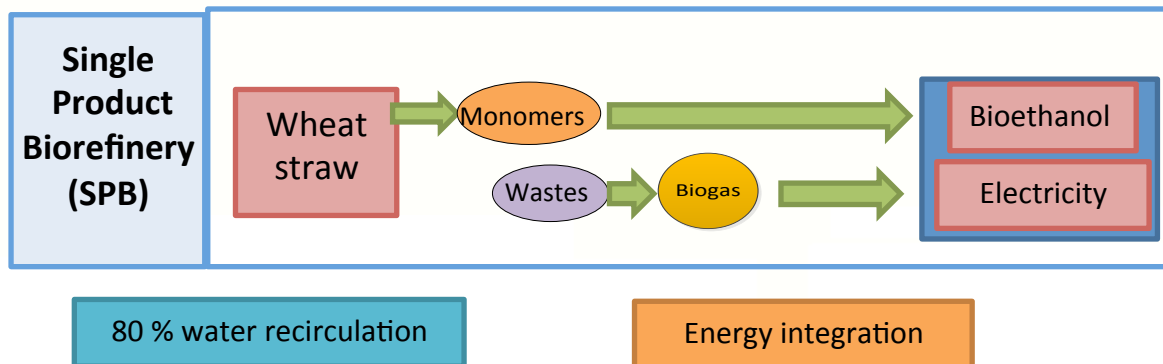 Single
Product
Biorefinery
(SPB)
Wheat
straw
Monomers
Bioethanol
Wastes
Biogas
Electricity
80 % water recirculation
Energy integration